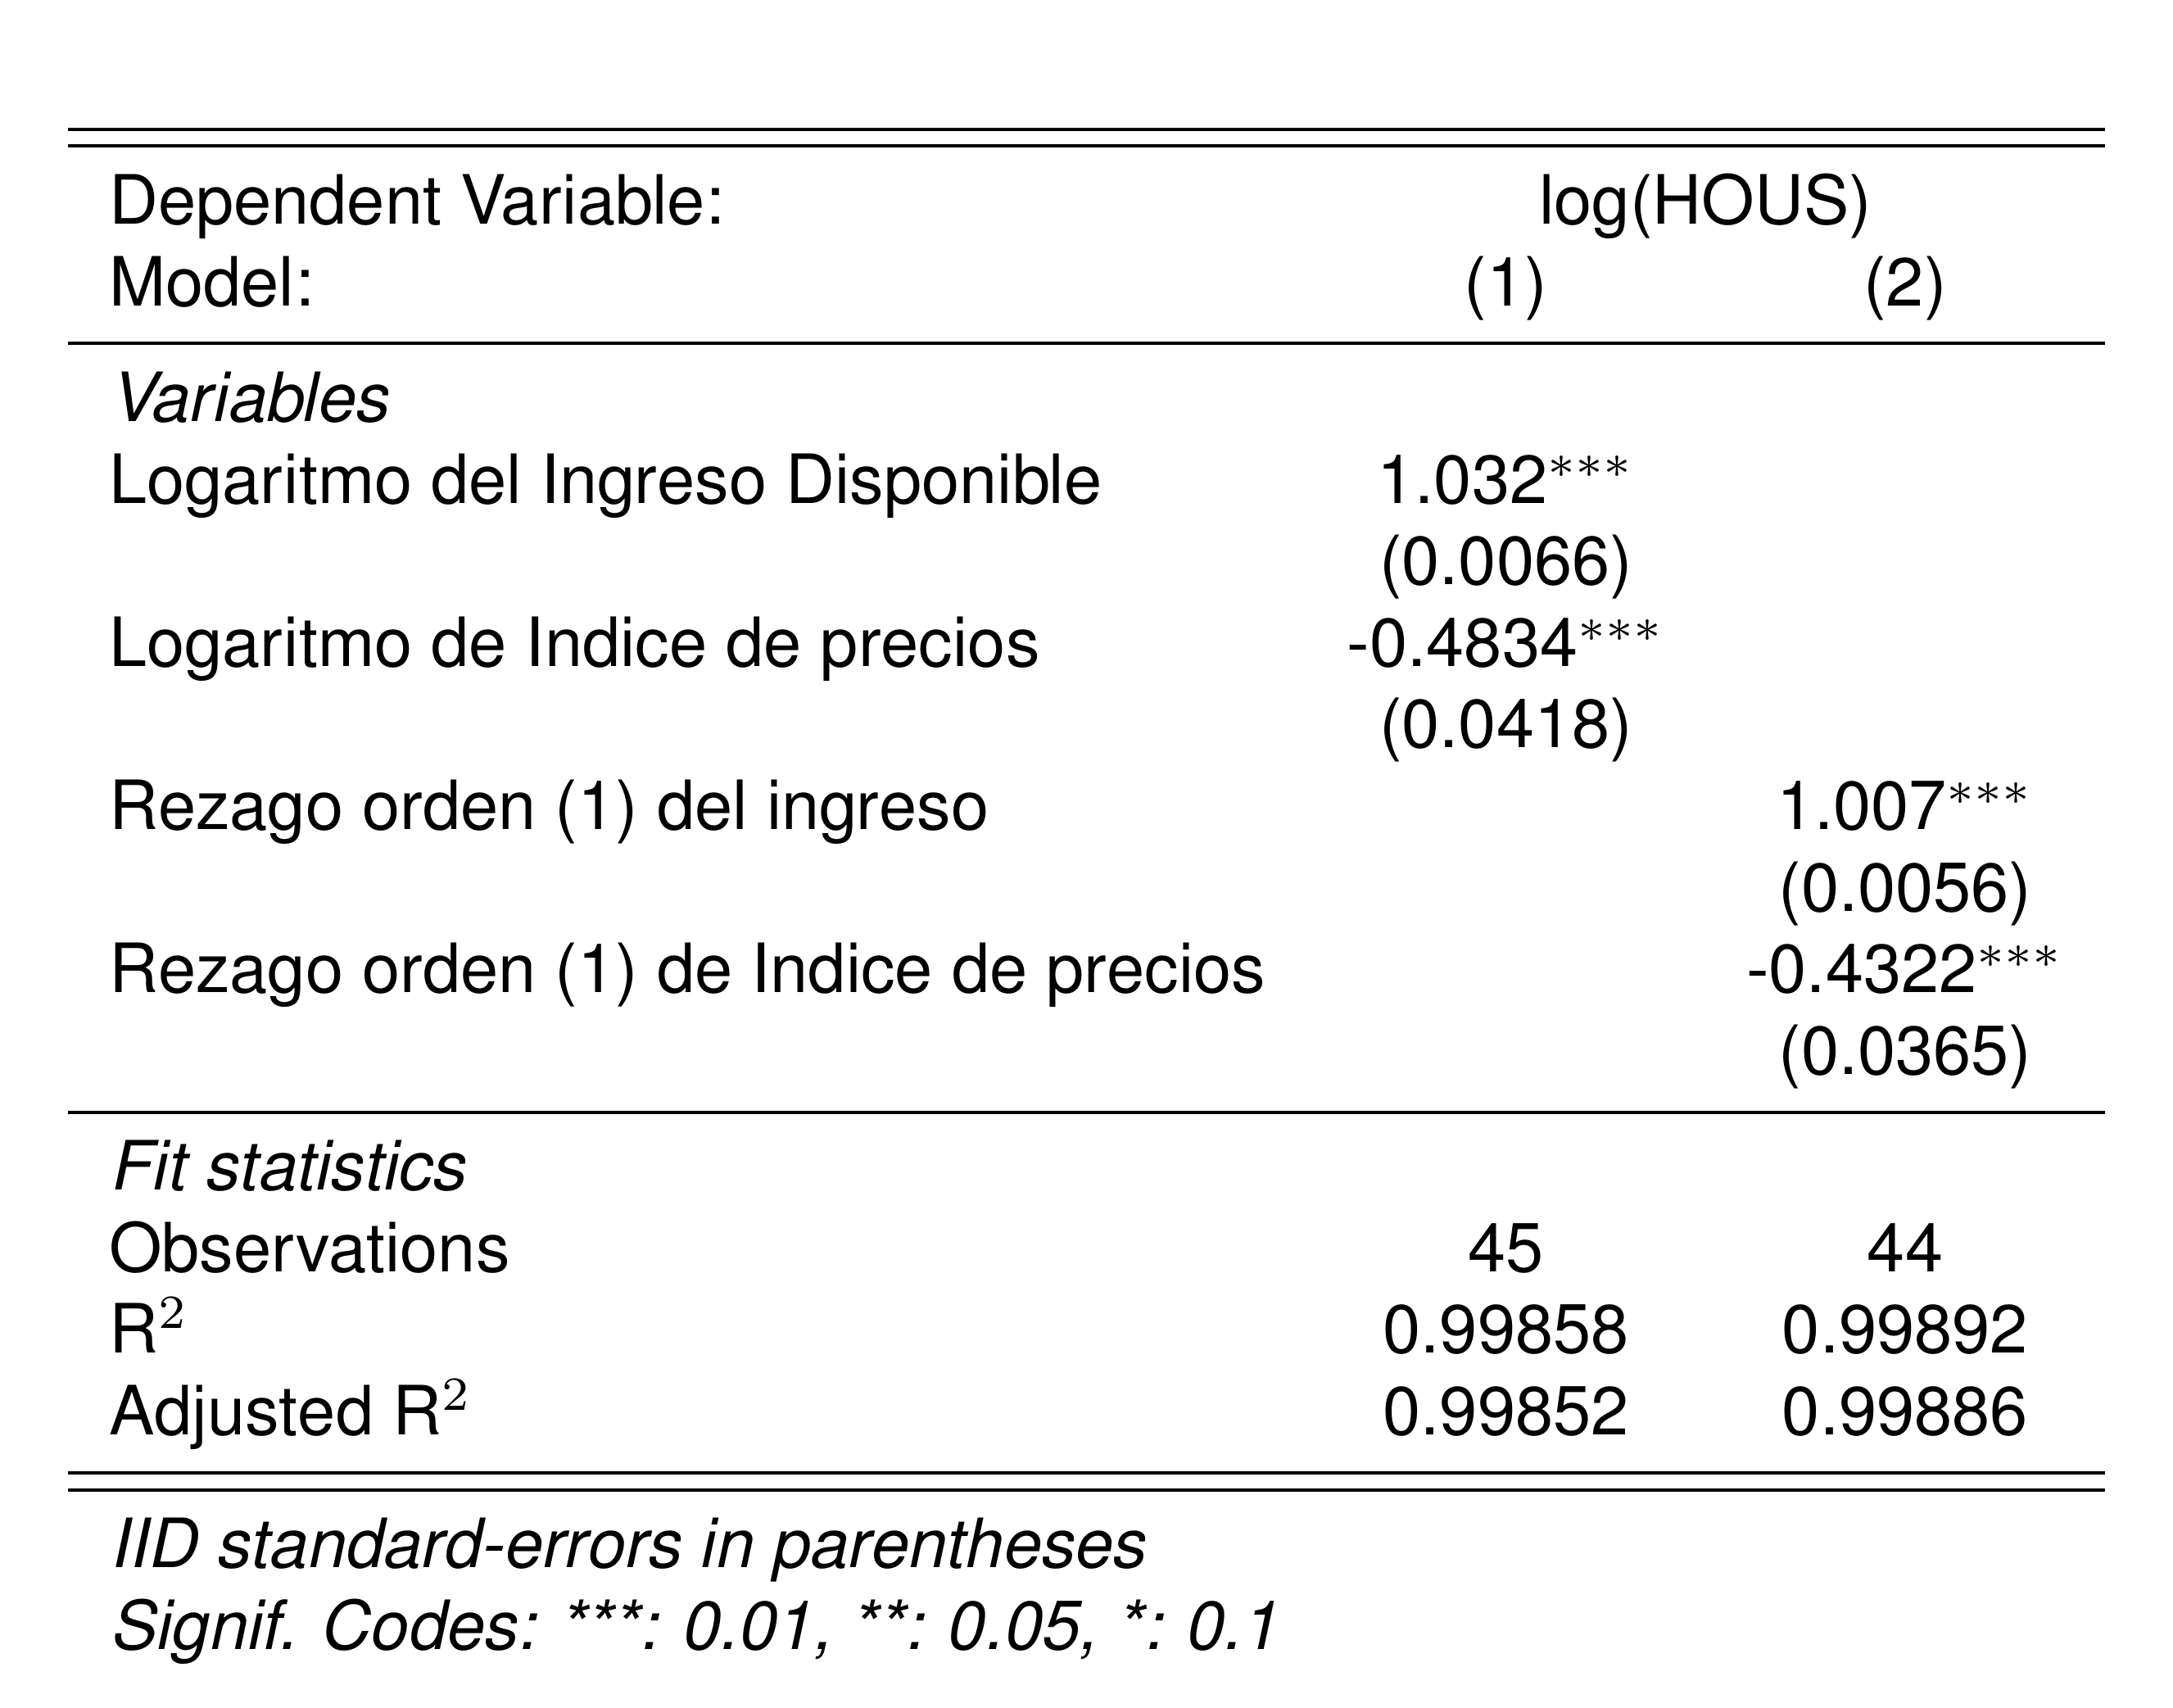 Dependent Variable: log(HOUS)
Model: (1) (2)
Variables
Logaritmo del Ingreso Disponible 1.032***
(0.0066)
Logaritmo de Indice de precios -0.4834***
(0.0418)
Rezago orden (1) del ingreso 1.007***
(0.0056)
Rezago orden (1) de Indice de precios -0.4322***
(0.0365)
Fit statistics
Observations 45 44
R² 0.99858 0.99892
Adjusted R² 0.99852 0.99886
IID standard-errors in parentheses
Signif. Codes: ***: 0.01, **: 0.05, *: 0.1